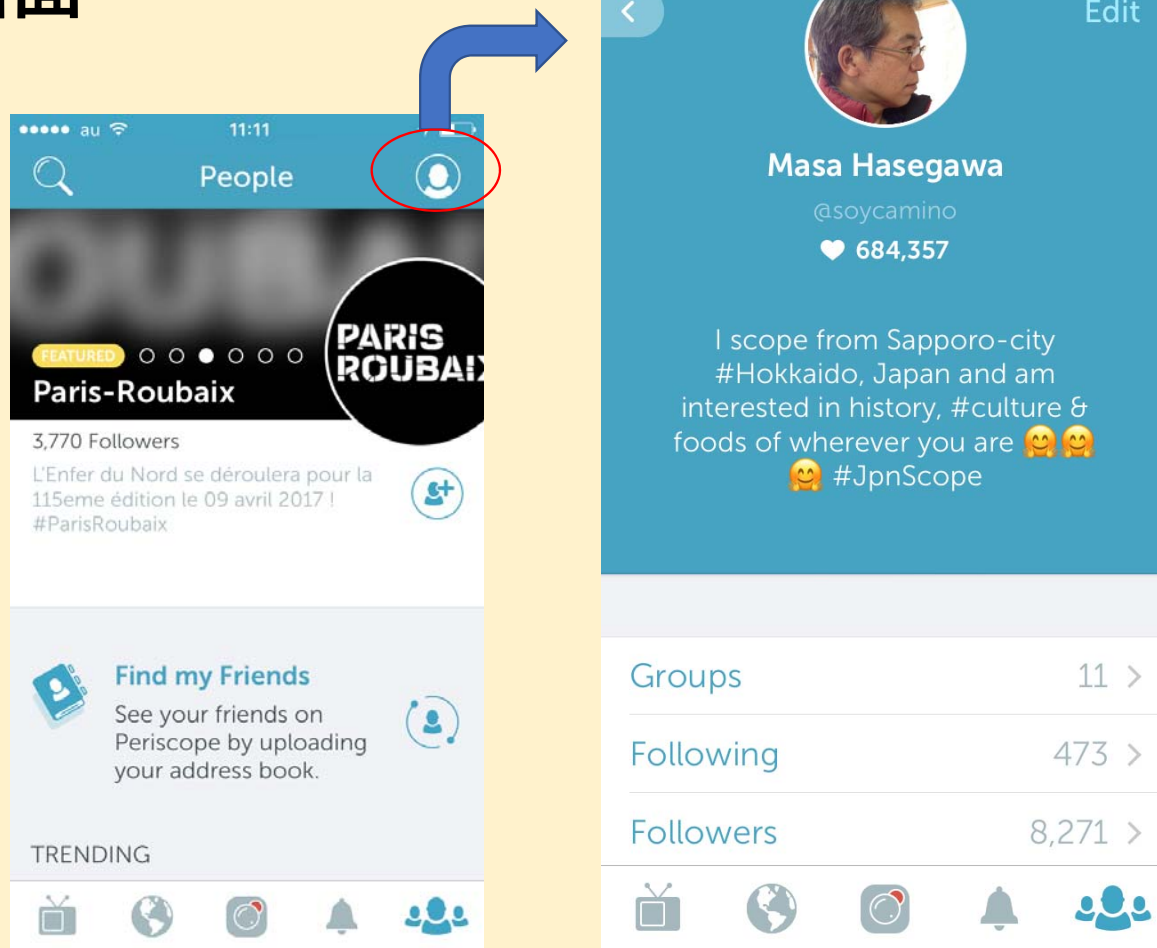 面
au
11:11
People
FEATURED
Paris-Roubaix
PARIS
ROUBAI
3,770 Followers
L'Enfer du Nord se déroulera pour la
115eme édition le 09 avril 2017 !
#ParisRoubaix
Find my Friends
See your friends on
Periscope by uploading
your address book.
TRENDING
Edit
Masa Hasegawa
@soycamino
684,357
I scope from Sapporo-city
#Hokkaido, Japan and am
interested in history, #culture &
foods of wherever you are 🤗🤗
🤗 #JpnScope
Groups 11 >
Following 473 >
Followers 8,271 >